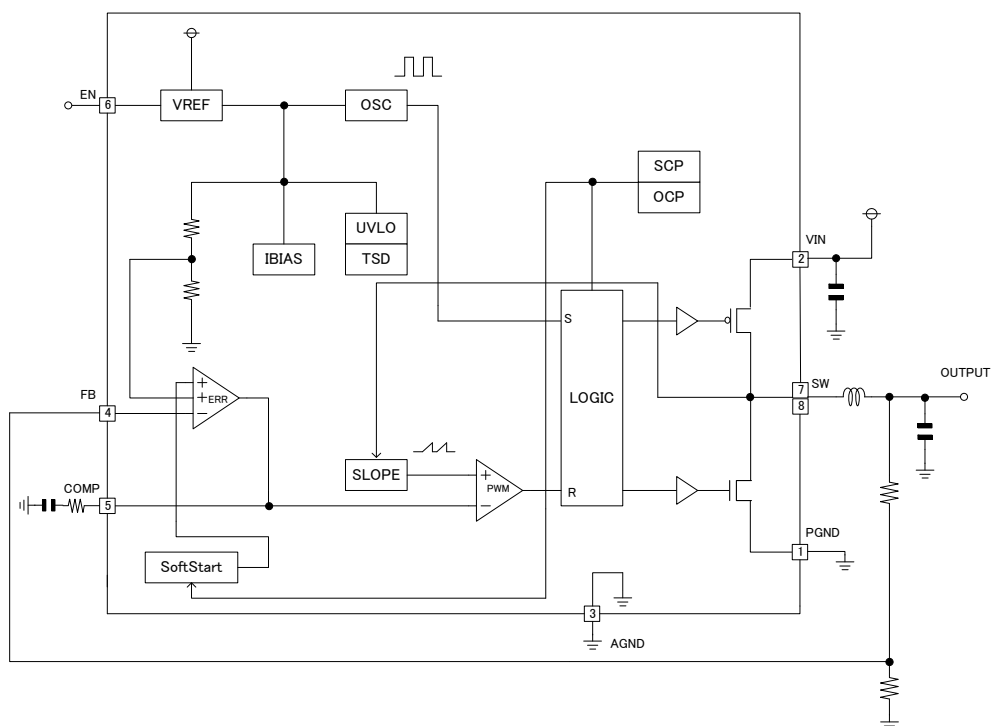 EN
6
VREF
OSC
SCP
OCP
UVLO
TSD
IBIAS
VIN
2
S
LOGIC
R
FB
4
+
+
−
ERR
SW
7
8
OUTPUT
COMP
5
SLOPE
+
−
PWM
SoftStart
PGND
1
3
AGND